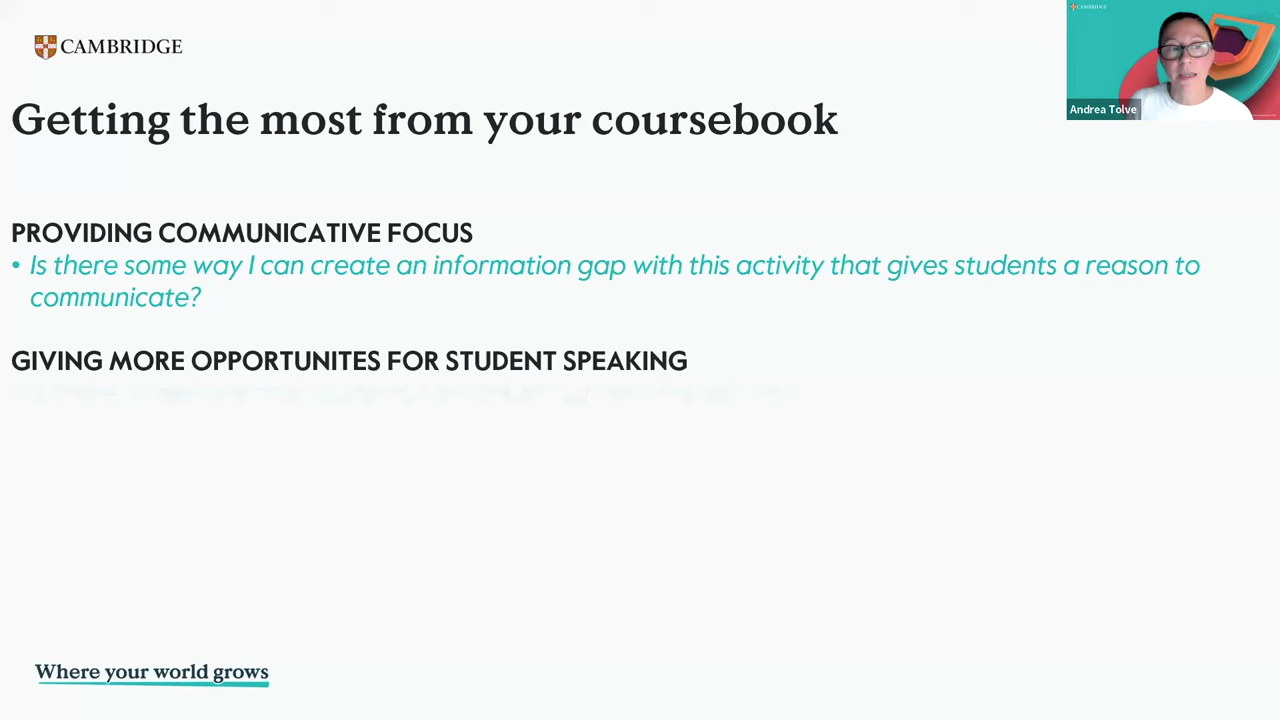 CAMBRIDGE
CAMBRIDGE
Andrea Tolve
Getting the most from your coursebook
PROVIDING COMMUNICATIVE FOCUS
• Is there some way I can create an information gap with this activity that gives students a reason to
communicate?
GIVING MORE OPPORTUNITES FOR STUDENT SPEAKING
Where your world grows